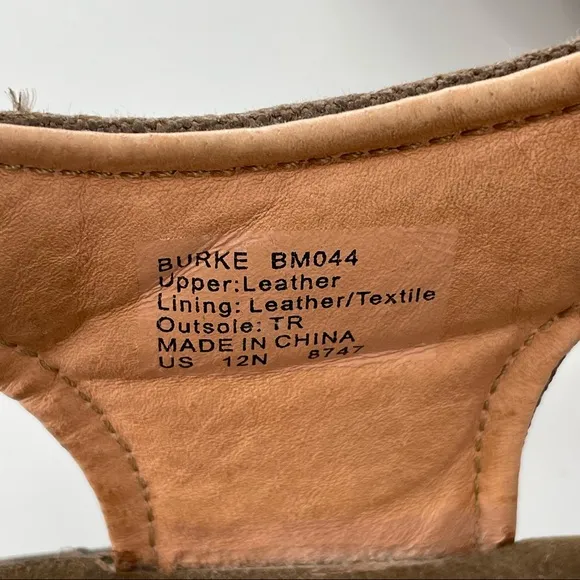 BURKE BM044
Upper:Leather
Lining: Leather/Textile
Outsole: TR
MADE IN CHINA
US 12N 8747